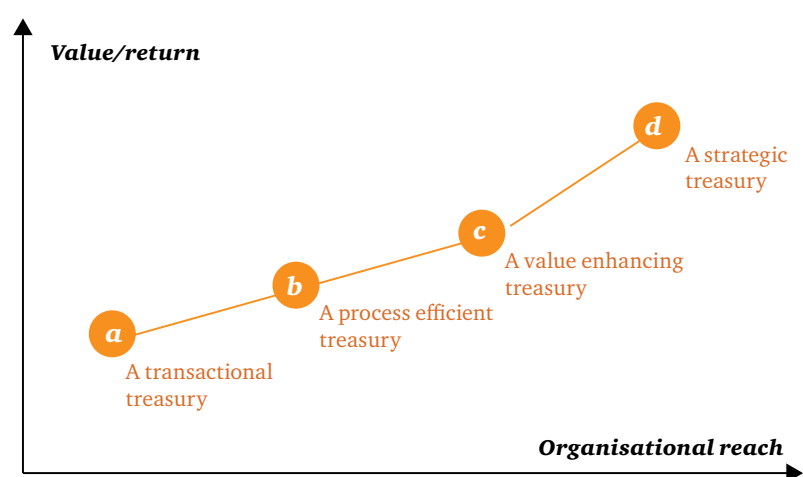 Value/return
d
A strategic
treasury
c
A value enhancing
treasury
b
A process efficient
treasury
a
A transactional
treasury
Organisational reach